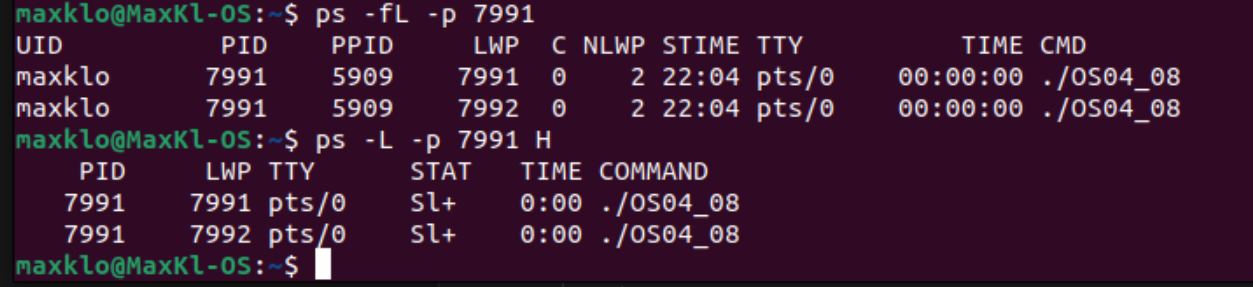 maxklo@MaxKl-OS:~$ ps -fL -p 7991
UID          PID    PPID     LWP  C NLWP STIME TTY          TIME CMD
maxklo      7991    5909    7991  0    2 22:04 pts/0    00:00:00 ./OS04_08
maxklo      7991    5909    7992  0    2 22:04 pts/0    00:00:00 ./OS04_08
maxklo@MaxKl-OS:~$ ps -L -p 7991 H
    PID     LWP TTY      STAT   TIME COMMAND
   7991    7991 pts/0    Sl+    0:00 ./OS04_08
   7991    7992 pts/0    Sl+    0:00 ./OS04_08
maxklo@MaxKl-OS:~$